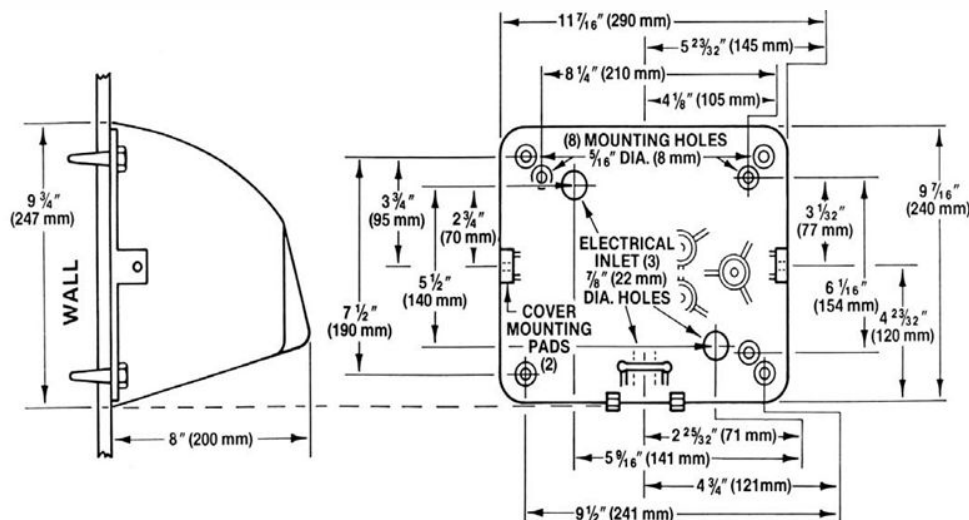 11 7/16" (290 mm)
5 23/32" (145 mm)
8 1/4" (210 mm)
4 1/8" (105 mm)
(8) MOUNTING HOLES
5/16" DIA. (8 mm)
9 3/4"
(247 mm)
WALL
8" (200 mm)
3 3/4"
(95 mm)
2 3/4"
(70 mm)
5 1/2"
(140 mm)
7 1/2"
(190 mm)
ELECTRICAL
INLET (3)
7/8" (22 mm)
DIA. HOLES
COVER
MOUNTING
PADS
(2)
3 1/32"
(77 mm)
9 7/16"
(240 mm)
6 1/16"
(154 mm)
4 23/32"
(120 mm)
2 25/32" (71 mm)
5 9/16" (141 mm)
4 3/4" (121mm)
9 1/2" (241 mm)